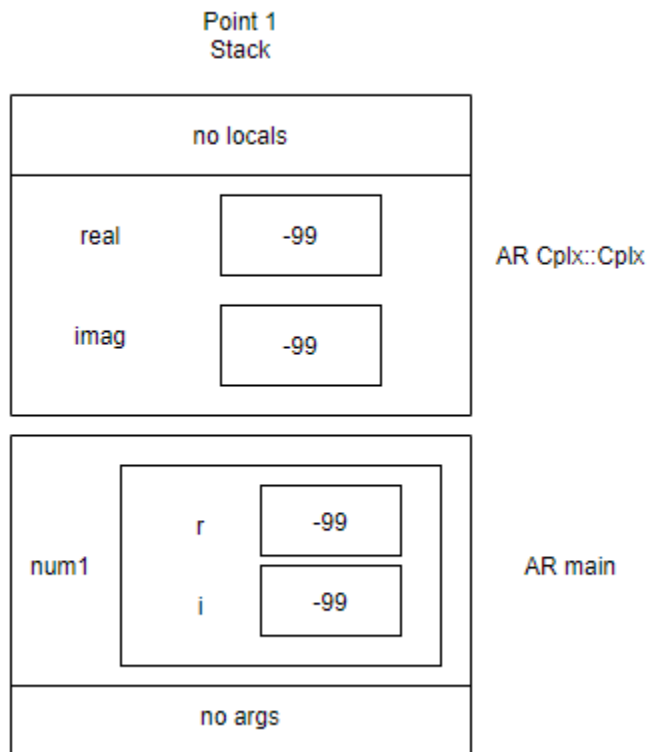 Point 1
Stack
no locals
real
-99
AR Cplx::Cplx
imag
-99
r
-99
num1
AR main
i
-99
no args